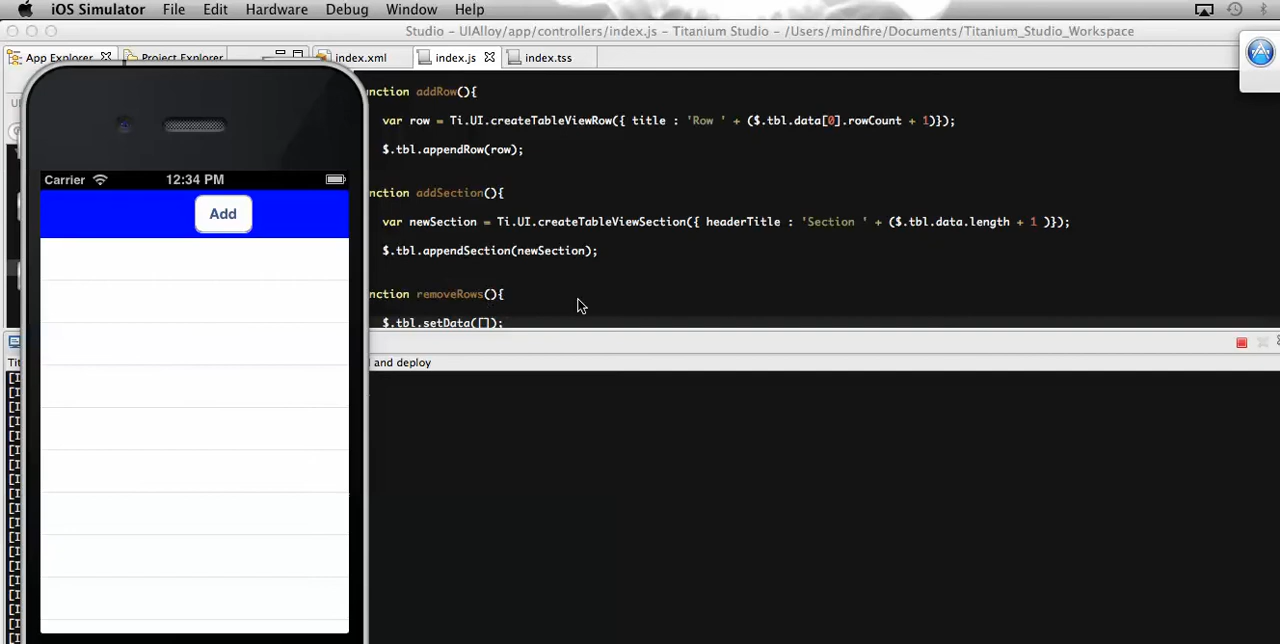 iOS Simulator File Edit Hardware Debug Window Help
Studio - UIAlloy/app/controllers/index.js - Titanium Studio - /Users/mindfire/Documents/Titanium_Studio_Workspace
App Explorer Project Explorer index.xml index.js index.tss
function addRow(){
var row = Ti.UI.createTableViewRow({ title : 'Row ' + ($.tbl.data[0].rowCount + 1)});
$.tbl.appendRow(row);
nction addSection(){
var newSection = Ti.UI.createTableViewSection({ headerTitle : 'Section ' + ($.tbl.data.length + 1 )});
$.tbl.appendSection(newSection);
nction removeRows(){
$.tbl.setData([]);
Carrier 12:34 PM
Add
and deploy